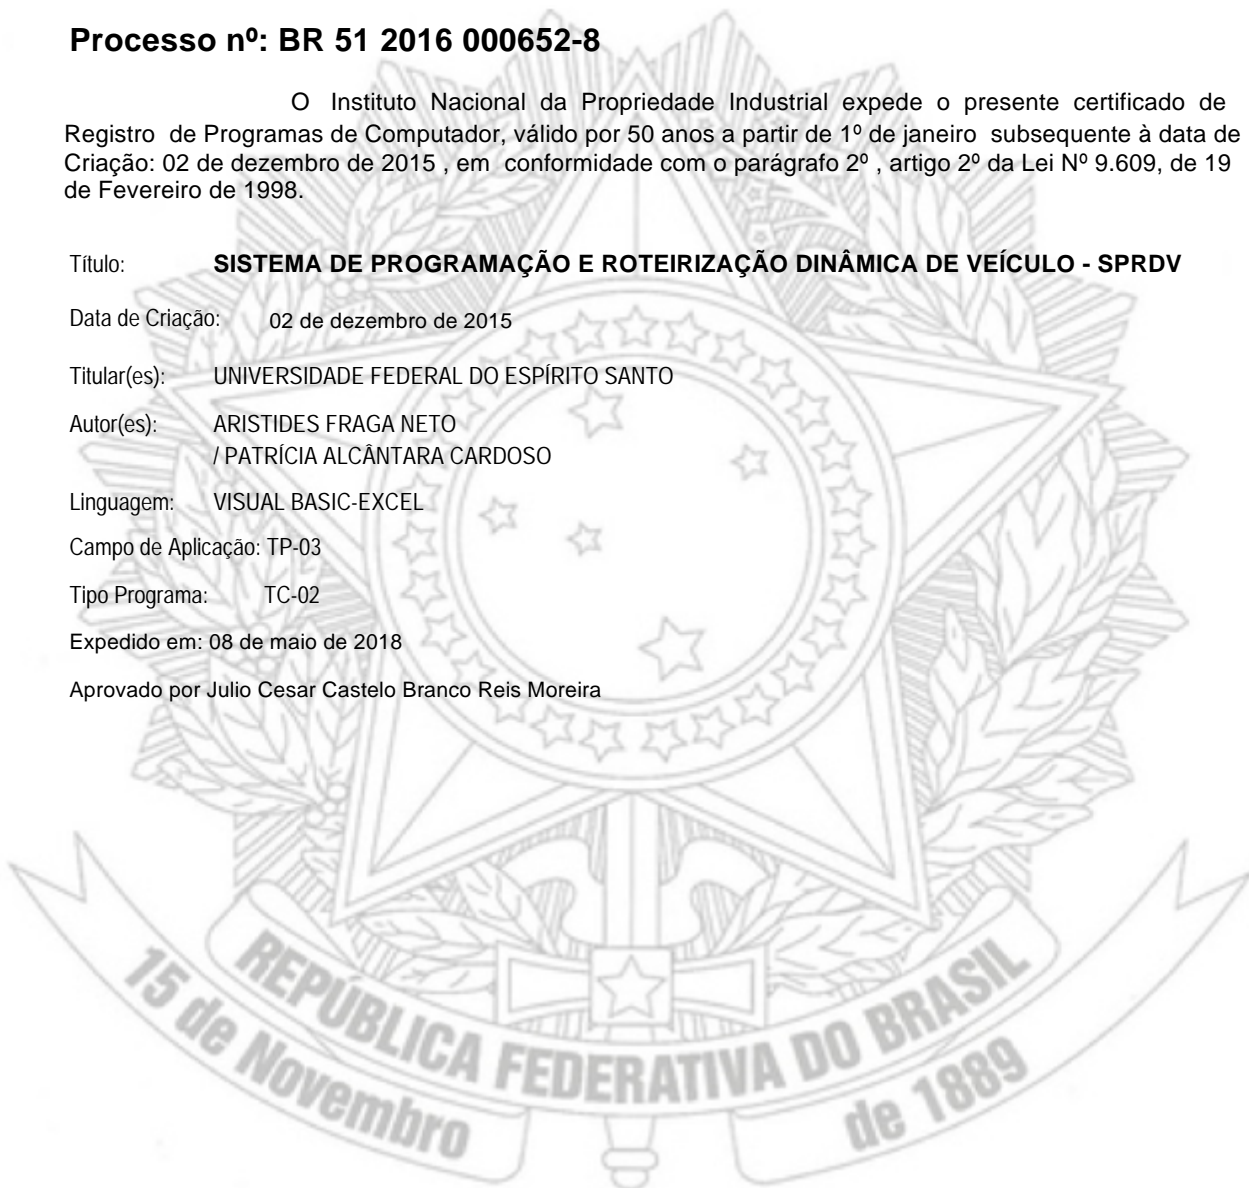 Processo nº: BR 51 2016 000652-8
O Instituto Nacional da Propriedade Industrial expede o presente certificado de
Registro de Programas de Computador, válido por 50 anos a partir de 1º de janeiro subsequente à data de
Criação: 02 de dezembro de 2015 , em conformidade com o parágrafo 2º , artigo 2º da Lei Nº 9.609, de 19
de Fevereiro de 1998.
Título: SISTEMA DE PROGRAMAÇÃO E ROTEIRIZAÇÃO DINÂMICA DE VEÍCULO - SPRDV
Data de Criação: 02 de dezembro de 2015
Titular(es): UNIVERSIDADE FEDERAL DO ESPÍRITO SANTO
Autor(es): ARISTIDES FRAGA NETO
/ PATRÍCIA ALCÂNTARA CARDOSO
Linguagem: VISUAL BASIC-EXCEL
Campo de Aplicação: TP-03
Tipo Programa: TC-02
Expedido em: 08 de maio de 2018
Aprovado por Julio Cesar Castelo Branco Reis Moreira
REPÚBLICA FEDERATIVA DO BRASIL
15 de Novembro de 1889